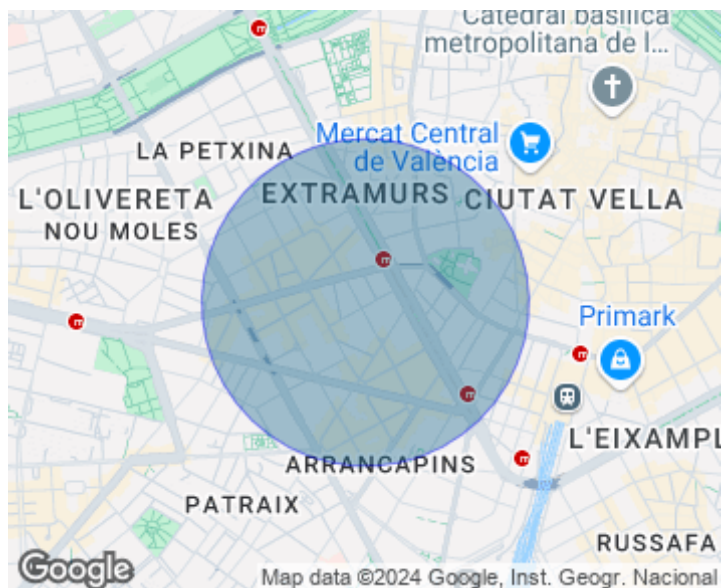 Catedral basílica
metropolitana de l...
LA PETXINA
Mercat Central
de València
L'OLIVERETA
EXTRAMURS
CIUTAT VELLA
NOU MOLES
Primark
L'EIXAMPL
ARRANCAPINS
PATRAIX
RUSSAFA
Google
Map data ©2024 Google, Inst. Geogr. Nacional